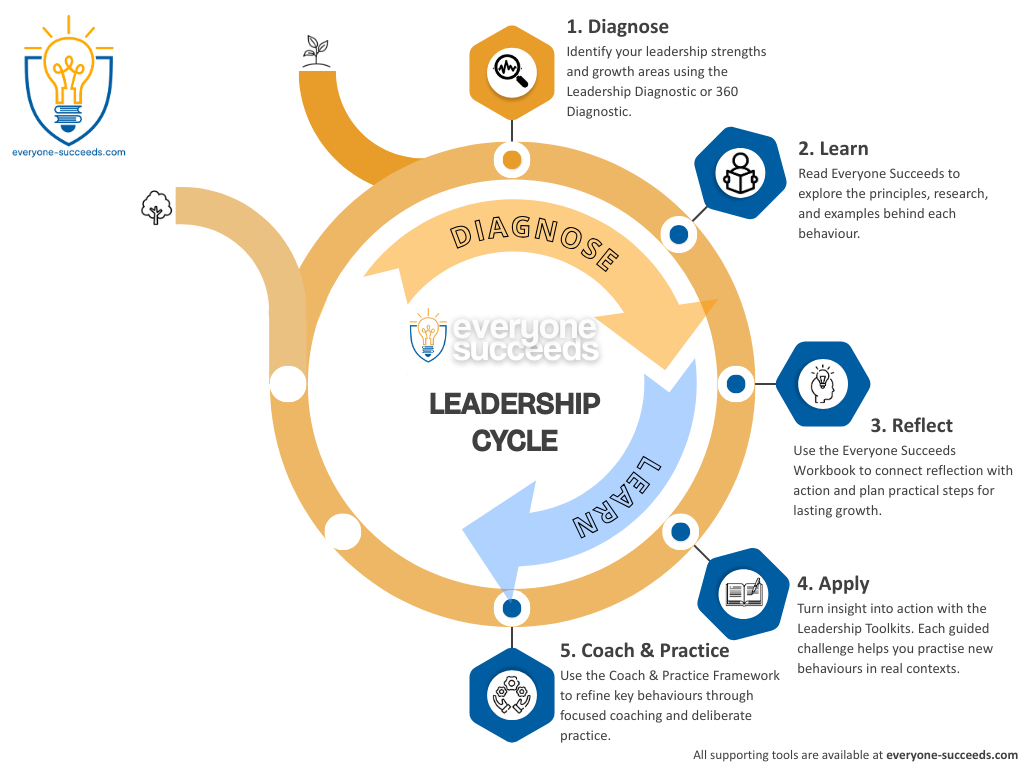 everyone-succeeds.com
1. Diagnose
Identify your leadership strengths
and growth areas using the
Leadership Diagnostic or 360
Diagnostic.
2. Learn
Read Everyone Succeeds to
explore the principles, research,
and examples behind each
behaviour.
DIAGNOSE
everyone
succeeds
LEADERSHIP
CYCLE
LEARN
3. Reflect
Use the Everyone Succeeds
Workbook to connect reflection with
action and plan practical steps for
lasting growth.
4. Apply
Turn insight into action with the
Leadership Toolkits. Each guided
challenge helps you practise new
behaviours in real contexts.
5. Coach & Practice
Use the Coach & Practice Framework
to refine key behaviours through
focused coaching and deliberate
practice.
All supporting tools are available at everyone-succeeds.com